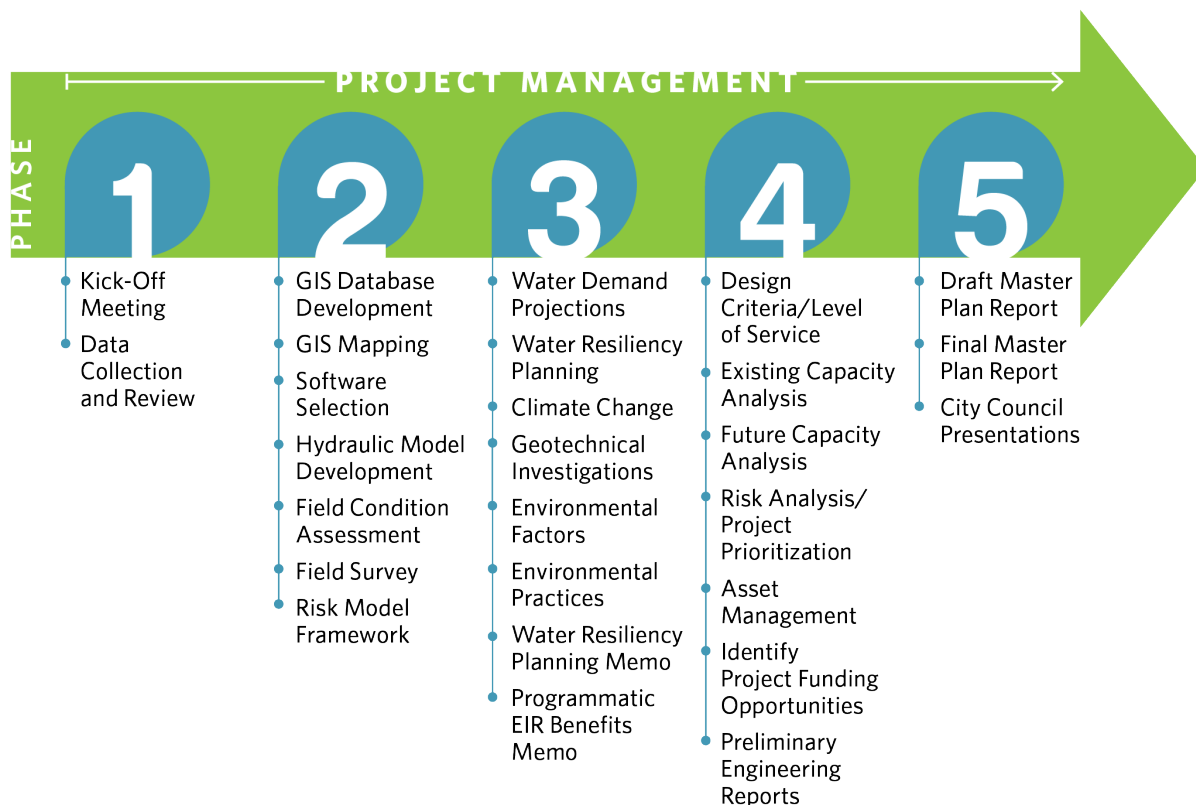 PROJECT MANAGEMENT
PHASE
1
Kick-Off
Meeting
Data
Collection
and Review
2
GIS Database
Development
GIS Mapping
Software
Selection
Hydraulic Model
Development
Field Condition
Assessment
Field Survey
Risk Model
Framework
3
Water Demand
Projections
Water Resiliency
Planning
Climate Change
Geotechnical
Investigations
Environmental
Factors
Environmental
Practices
Water Resiliency
Planning Memo
Programmatic
EIR Benefits
Memo
4
Design
Criteria/Level
of Service
Existing Capacity
Analysis
Future Capacity
Analysis
Risk Analysis/
Project
Prioritization
Asset
Management
Identify
Project Funding
Opportunities
Preliminary
Engineering
Reports
5
Draft Master
Plan Report
Final Master
Plan Report
City Council
Presentations